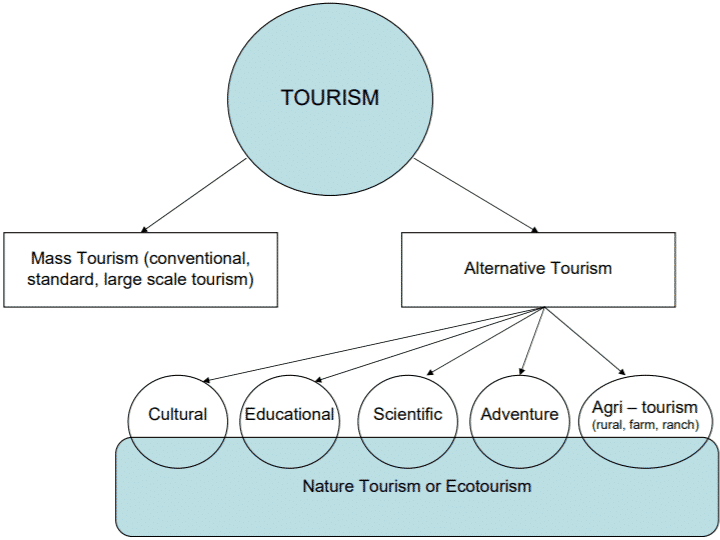 TOURISM
Mass Tourism (conventional,
standard, large scale tourism)
Alternative Tourism
Cultural
Educational
Scientific
Adventure
Agri – tourism
(rural, farm, ranch)
Nature Tourism or Ecotourism